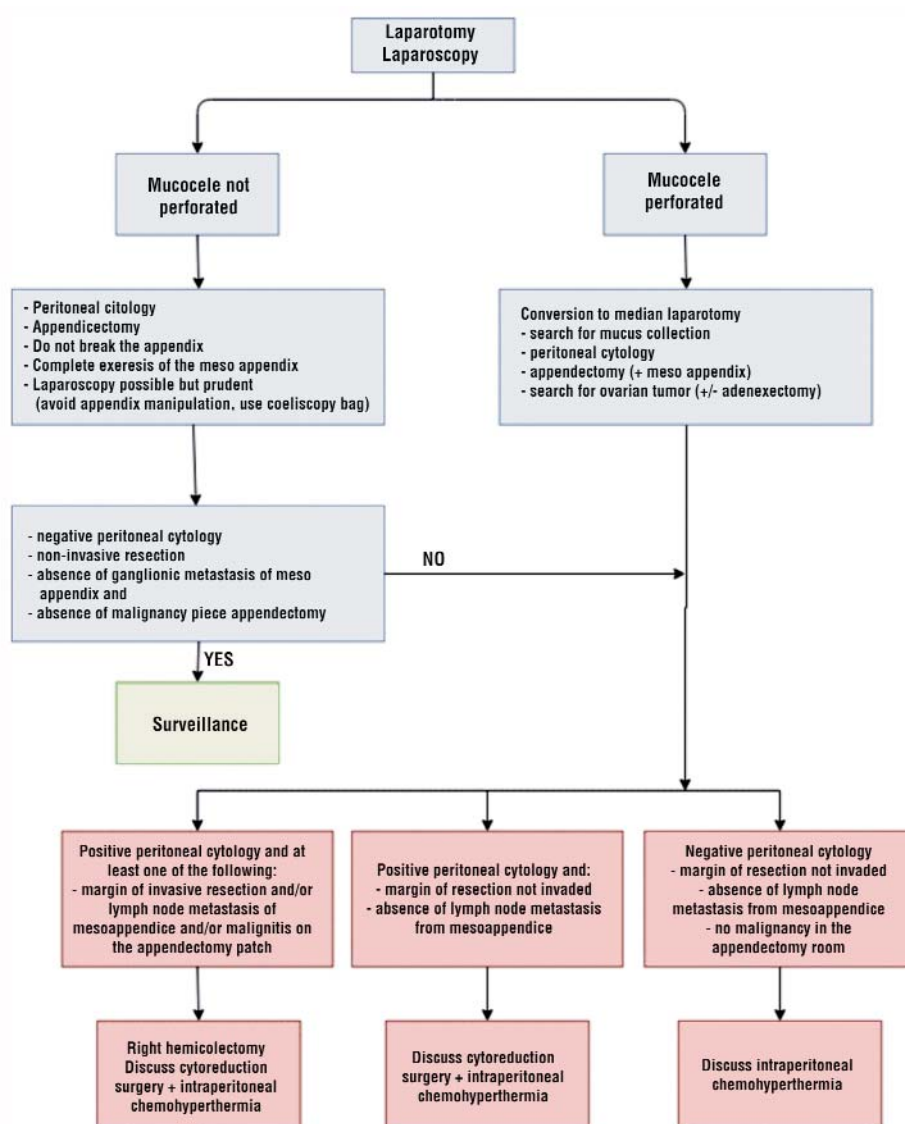 Laparotomy
Laparoscopy
Mucocele not
perforated
Mucocele
perforated
- Peritoneal citology
- Appendicectomy
- Do not break the appendix
- Complete exeresis of the meso appendix
- Laparoscopy possible but prudent
(avoid appendix manipulation, use coeliscopy bag)
Conversion to median laparotomy
- search for mucus collection
- peritoneal cytology
- appendectomy (+ meso appendix)
- search for ovarian tumor (+/- adenexectomy)
- negative peritoneal cytology
- non-invasive resection
- absence of ganglionic metastasis of meso
appendix and
- absence of malignancy piece appendectomy
NO
YES
Surveillance
Positive peritoneal cytology and at
least one of the following:
- margin of invasive resection and/or
lymph node metastasis of
mesoappendice and/or malignitis on
the appendectomy patch
Positive peritoneal cytology and:
- margin of resection not invaded
- absence of lymph node metastasis
from mesoappendice
Negative peritoneal cytology
- margin of resection not invaded
- absence of lymph node
metastasis from mesoappendice
- no malignancy in the
appendectomy room
Right hemicolectomy
Discuss cytoreduction
surgery + intraperitoneal
chemohyperthermia
Discuss cytoreduction
surgery + intraperitoneal
chemohyperthermia
Discuss intraperitoneal
chemohyperthermia